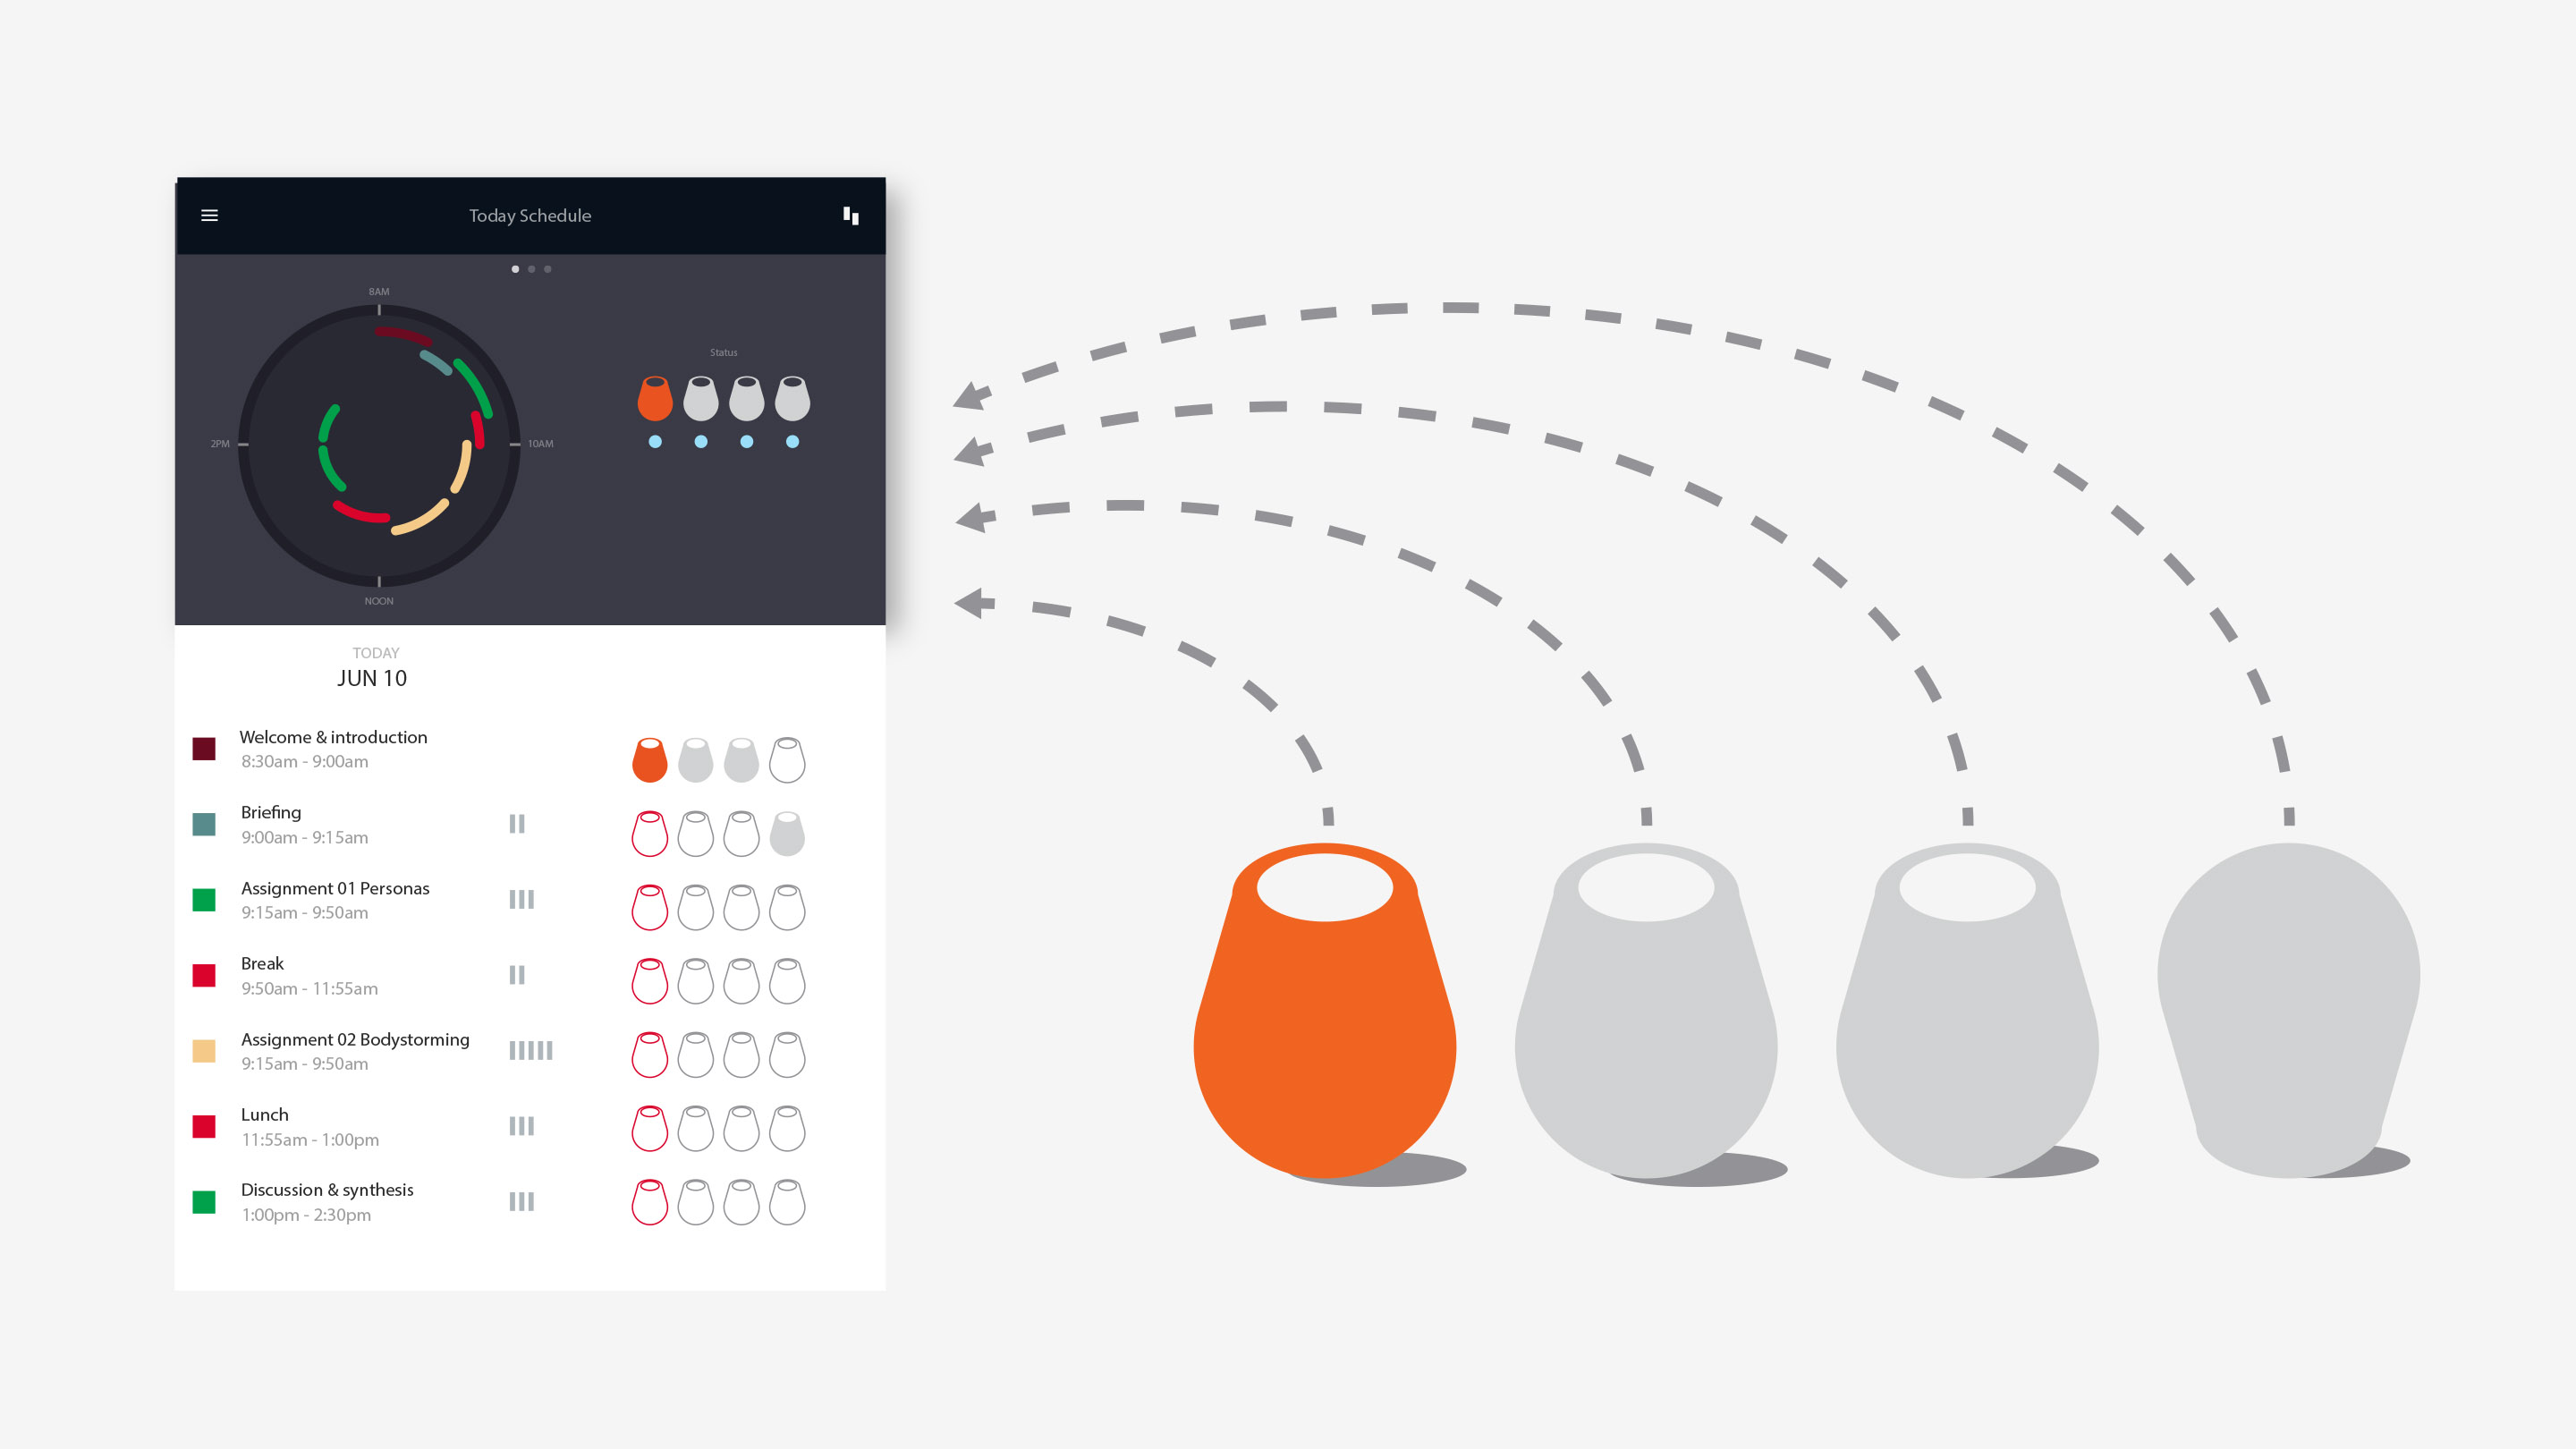 Today Schedule
8AM
Status
2PM
10AM
NOON
TODAY
JUN 10
Welcome & introduction
8:30am - 9:00am
Briefing
9:00am - 9:15am
Assignment 01 Personas
9:15am - 9:50am
Break
9:50am - 11:55am
Assignment 02 Bodystorming
9:15am - 9:50am
Lunch
11:55am - 1:00pm
Discussion & synthesis
1:00pm - 2:30pm